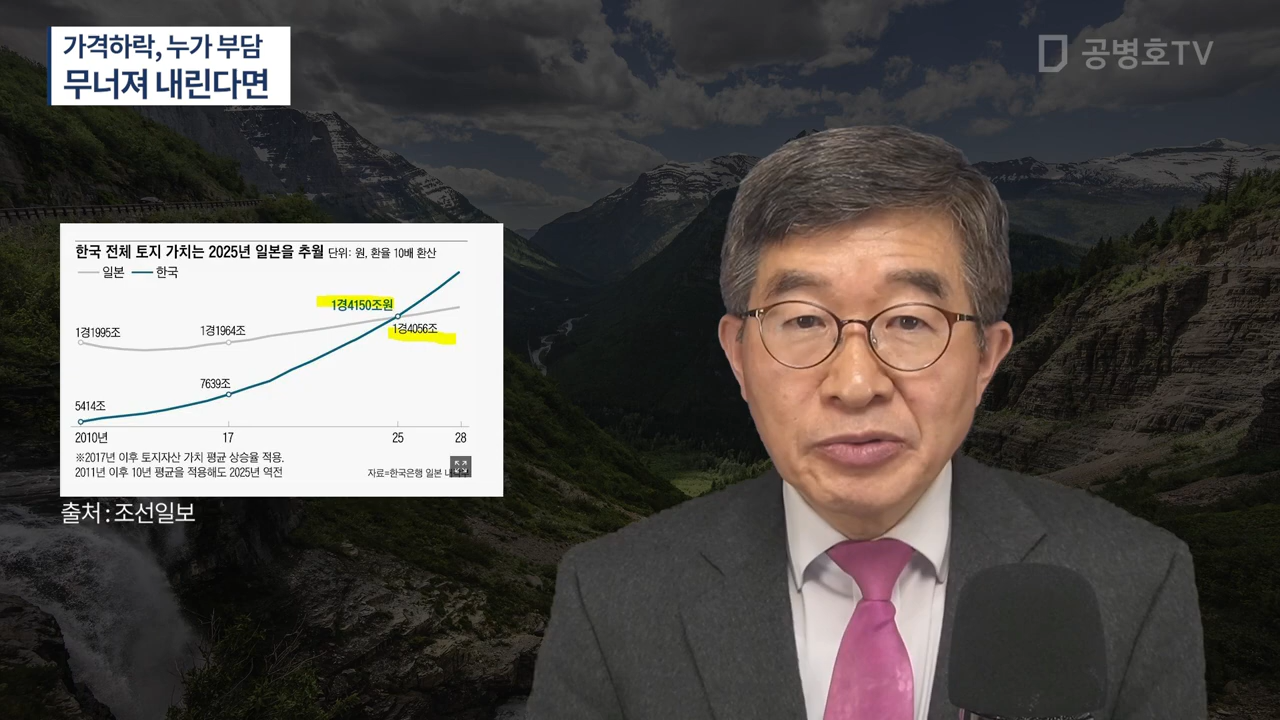 가격하락, 누가 부담
무너져 내린다면
공병호TV
한국 전체 토지 가치는 2025년 일본을 추월 단위: 원, 환율 10배 환산
일본 한국
1경4150조원
1경1995조
1경1964조
1경4056조
7639조
5414조
2010년 17 25 28
※2017년 이후 토지자산 가치 평균 상승율 적용.
2011년 이후 10년 평균을 적용해도 2025년 역전
자료=한국은행 일본
출처 : 조선일보